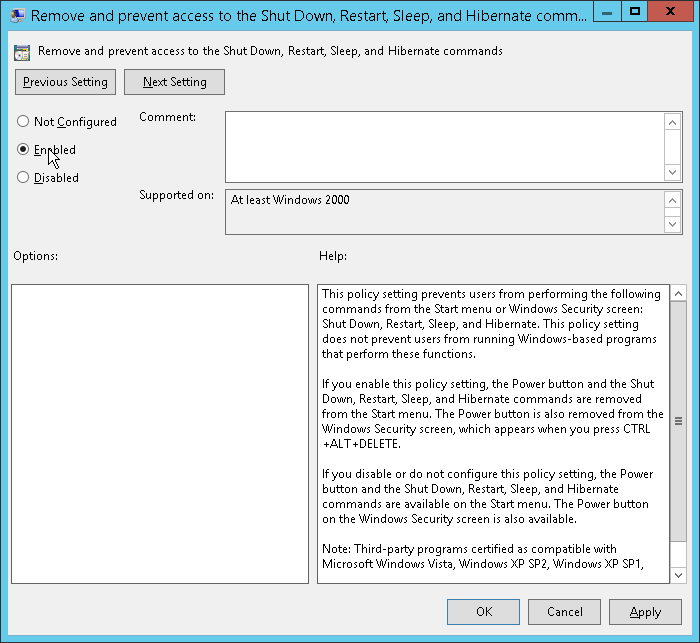 Remove and prevent access to the Shut Down, Restart, Sleep, and Hibernate comm...
Remove and prevent access to the Shut Down, Restart, Sleep, and Hibernate commands
Previous Setting
Next Setting
Not Configured
Comment:
Enabled
Disabled
Supported on:
At least Windows 2000
Options:
Help:
This policy setting prevents users from performing the following
commands from the Start menu or Windows Security screen:
Shut Down, Restart, Sleep, and Hibernate. This policy setting
does not prevent users from running Windows-based programs
that perform these functions.
If you enable this policy setting, the Power button and the Shut
Down, Restart, Sleep, and Hibernate commands are removed
from the Start menu. The Power button is also removed from the
Windows Security screen, which appears when you press CTRL
+ALT+DELETE.
If you disable or do not configure this policy setting, the Power
button and the Shut Down, Restart, Sleep, and Hibernate
commands are available on the Start menu. The Power button
on the Windows Security screen is also available.
Note: Third-party programs certified as compatible with
Microsoft Windows Vista, Windows XP SP2, Windows XP SP1,
OK
Cancel
Apply